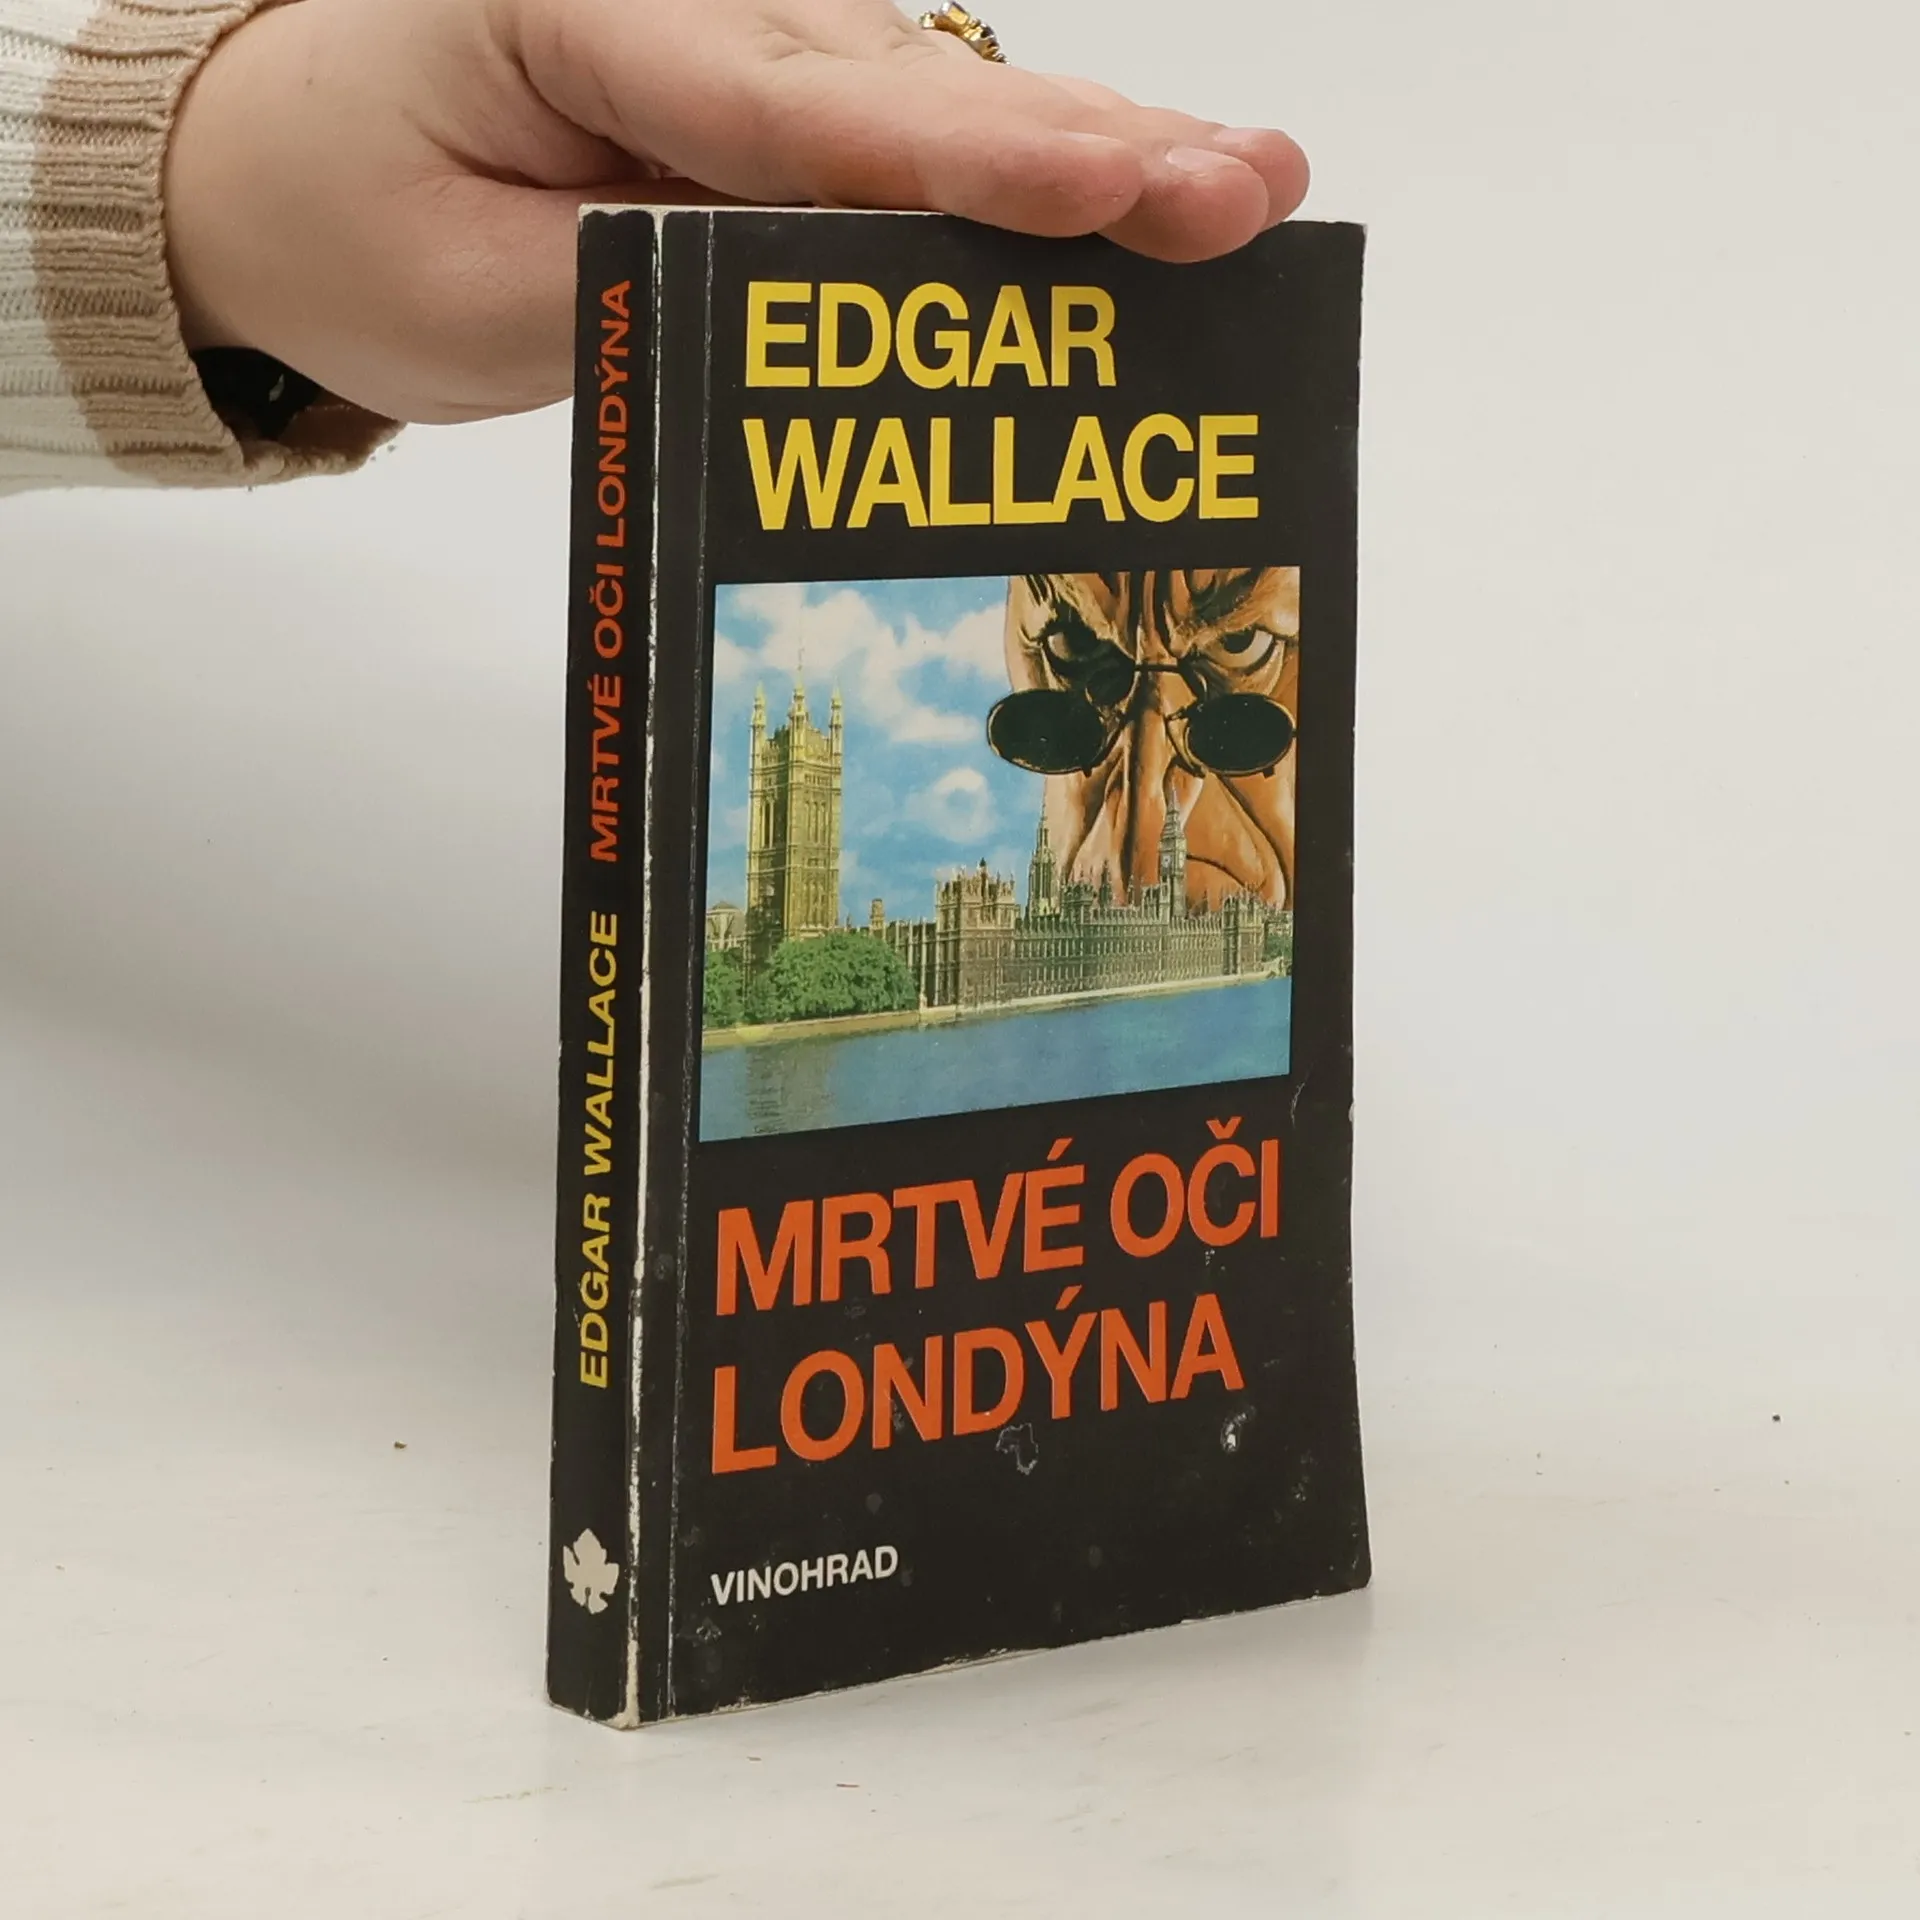 EDGAR WALLACE MRTVÉ OČI LONDÝNA
EDGAR
WALLACE
MRTVÉ OČI
LONDÝNA
VINOHRAD